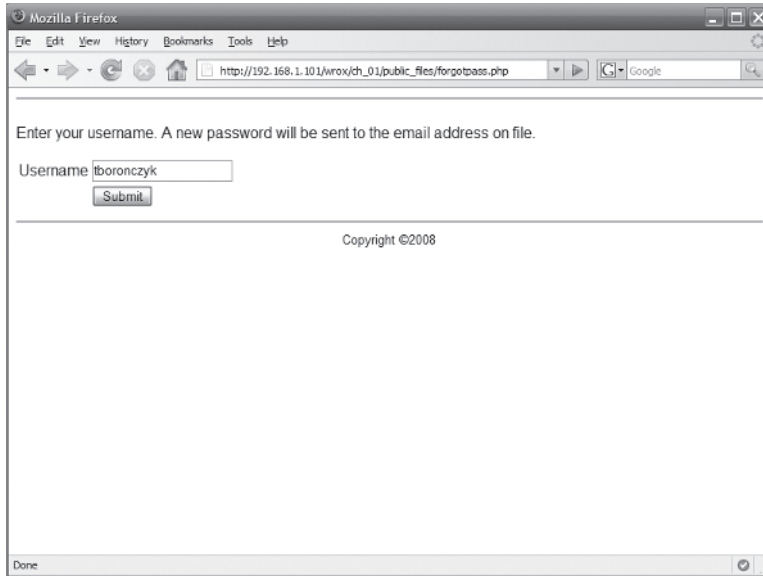 Mozilla Firefox
File Edit View History Bookmarks Tools Help
http://192.168.1.101/wrox/ch_01/public_files/forgotpass.php
G Google
Enter your username. A new password will be sent to the email address on file.
Username tboronczyk
Submit
Copyright ©2008
Done